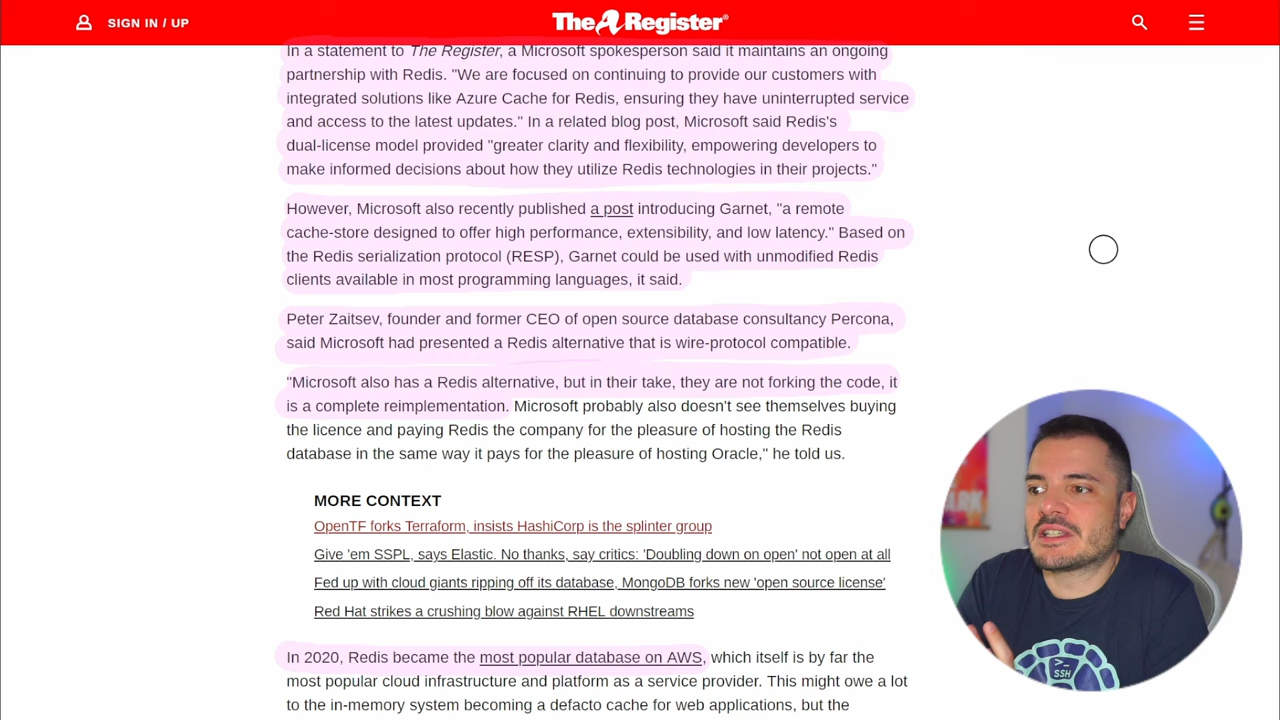 SIGN IN / UP
The Register®
In a statement to The Register, a Microsoft spokesperson said it maintains an ongoing
partnership with Redis. "We are focused on continuing to provide our customers with
integrated solutions like Azure Cache for Redis, ensuring they have uninterrupted service
and access to the latest updates." In a related blog post, Microsoft said Redis's
dual-license model provided "greater clarity and flexibility, empowering developers to
make informed decisions about how they utilize Redis technologies in their projects."
However, Microsoft also recently published a post introducing Garnet, "a remote
cache-store designed to offer high performance, extensibility, and low latency." Based on
the Redis serialization protocol (RESP), Garnet could be used with unmodified Redis
clients available in most programming languages, it said.
Peter Zaitsev, founder and former CEO of open source database consultancy Percona,
said Microsoft had presented a Redis alternative that is wire-protocol compatible.
"Microsoft also has a Redis alternative, but in their take, they are not forking the code, it
is a complete reimplementation. Microsoft probably also doesn't see themselves buying
the licence and paying Redis the company for the pleasure of hosting the Redis
database in the same way it pays for the pleasure of hosting Oracle," he told us.
MORE CONTEXT
OpenTF forks Terraform, insists HashiCorp is the splinter group
Give 'em SSPL, says Elastic. No thanks, say critics: 'Doubling down on open' not open at all
Fed up with cloud giants ripping off its database, MongoDB forks new 'open source license'
Red Hat strikes a crushing blow against RHEL downstreams
In 2020, Redis became the most popular database on AWS, which itself is by far the
most popular cloud infrastructure and platform as a service provider. This might owe a lot
to the in-memory system becoming a defacto cache for web applications, but the
>_
SSH